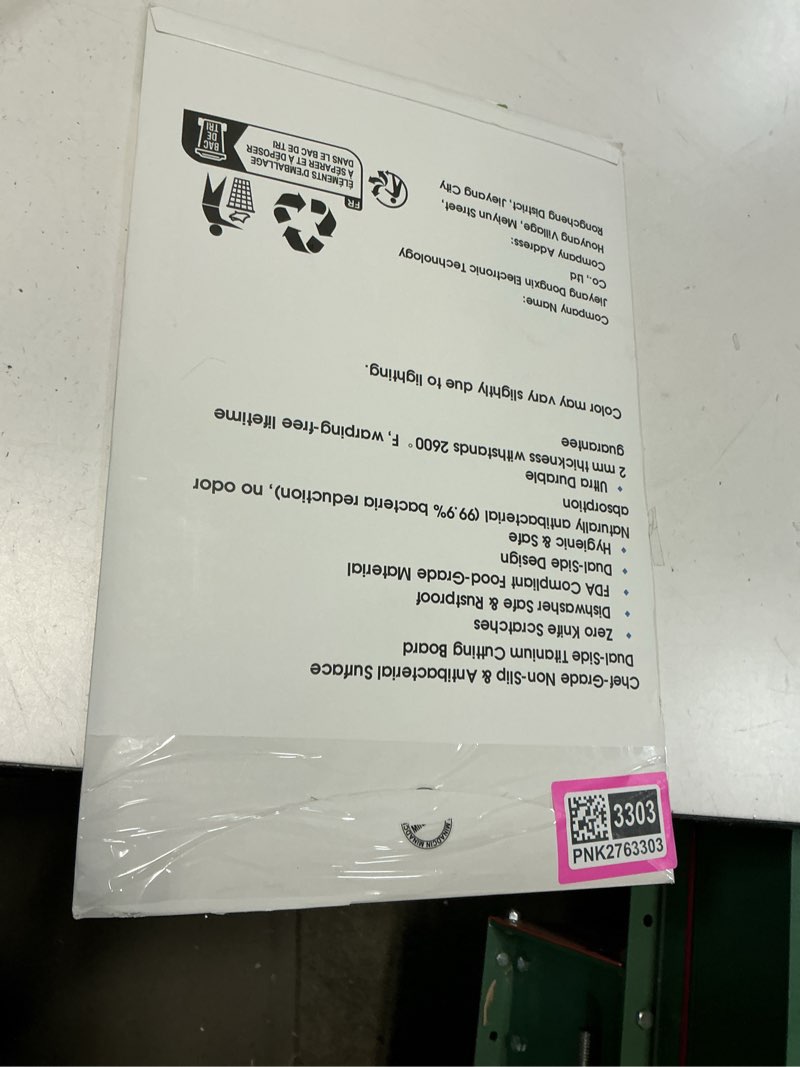 Chef-Grade Non-Slip & Antibacterial Surface
Dual-Side Titanium Cutting Board
• Zero Knife Scratches
• Dishwasher Safe & Rustproof
• FDA Compliant Food-Grade Material
• Dual-Side Design
• Hygienic & Safe
Naturally antibacterial (99.9% bacteria reduction), no odor
absorption
• Ultra Durable
2 mm thickness withstands 2600° F, warping-free lifetime
guarantee
Color may vary slightly due to lighting.
Company Name:
Jieyang Dongxin Electronic Technology
Co., Ltd
Company Address:
Houyang Village, Meiyun Street,
Rongcheng District, Jieyang City
FR
ÉLÉMENTS D'EMBALLAGE
À SÉPARER ET À DÉPOSER
DANS LE BAC DE TRI
BAC
DE
TRI
3303
PNK2763303